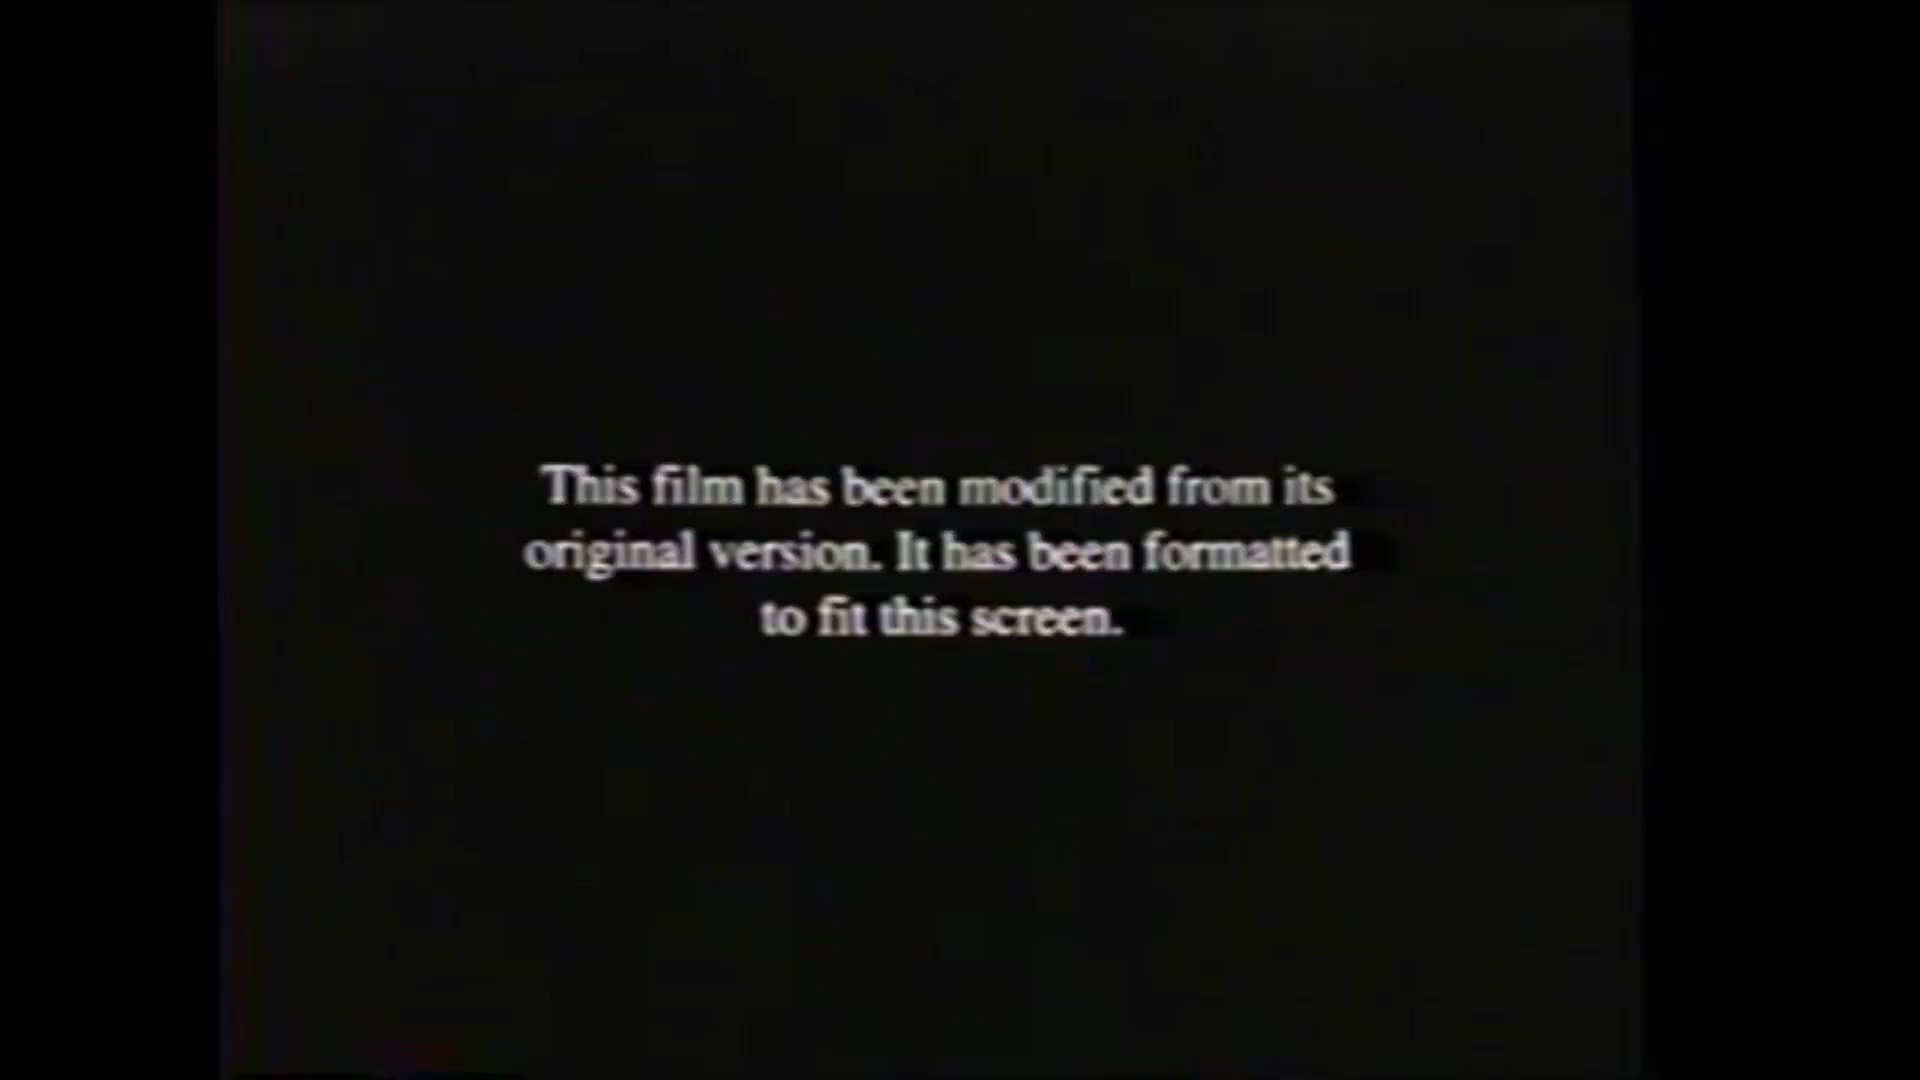 This film has been modified from its
original version. It has been formatted
to fit this screen.